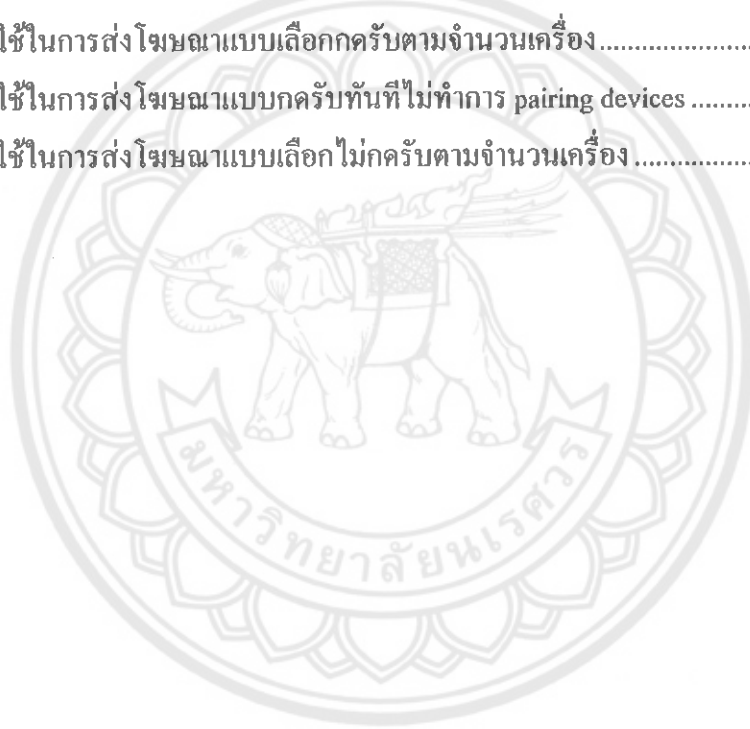 ใช้ในการส่งโฆษณาแบบเลือกกดรับตามจำนวนเครื่อง.....................
ใช้ในการส่งโฆษณาแบบกดรับทันทีไม่ทำการ pairing devices .........
ใช้ในการส่งโฆษณาแบบเลือกไม่กดรับตามจำนวนเครื่อง.................
มหาวิทยาลัยนเรศวร